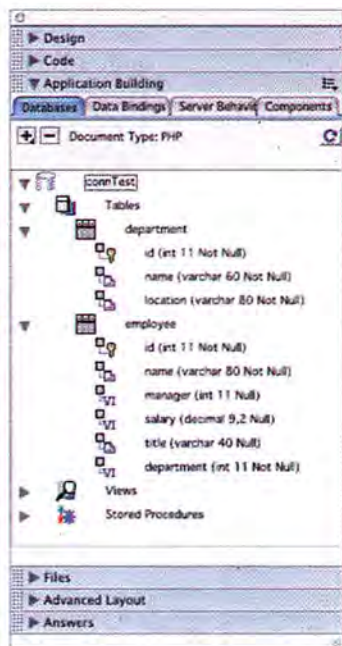 Design
Code
Application Building
Databases Data Bindings Server Behavio Components
Document Type: PHP
connTest
Tables
department
id (int 11 Not Null)
name (varchar 60 Not Null)
location (varchar 80 Not Null)
employee
id (int 11 Not Null)
name (varchar 80 Not Null)
manager (int 11 Null)
salary (decimal 9,2 Null)
title (varchar 40 Null)
department (int 11 Not Null)
Views
Stored Procedures
Files
Advanced Layout
Answers